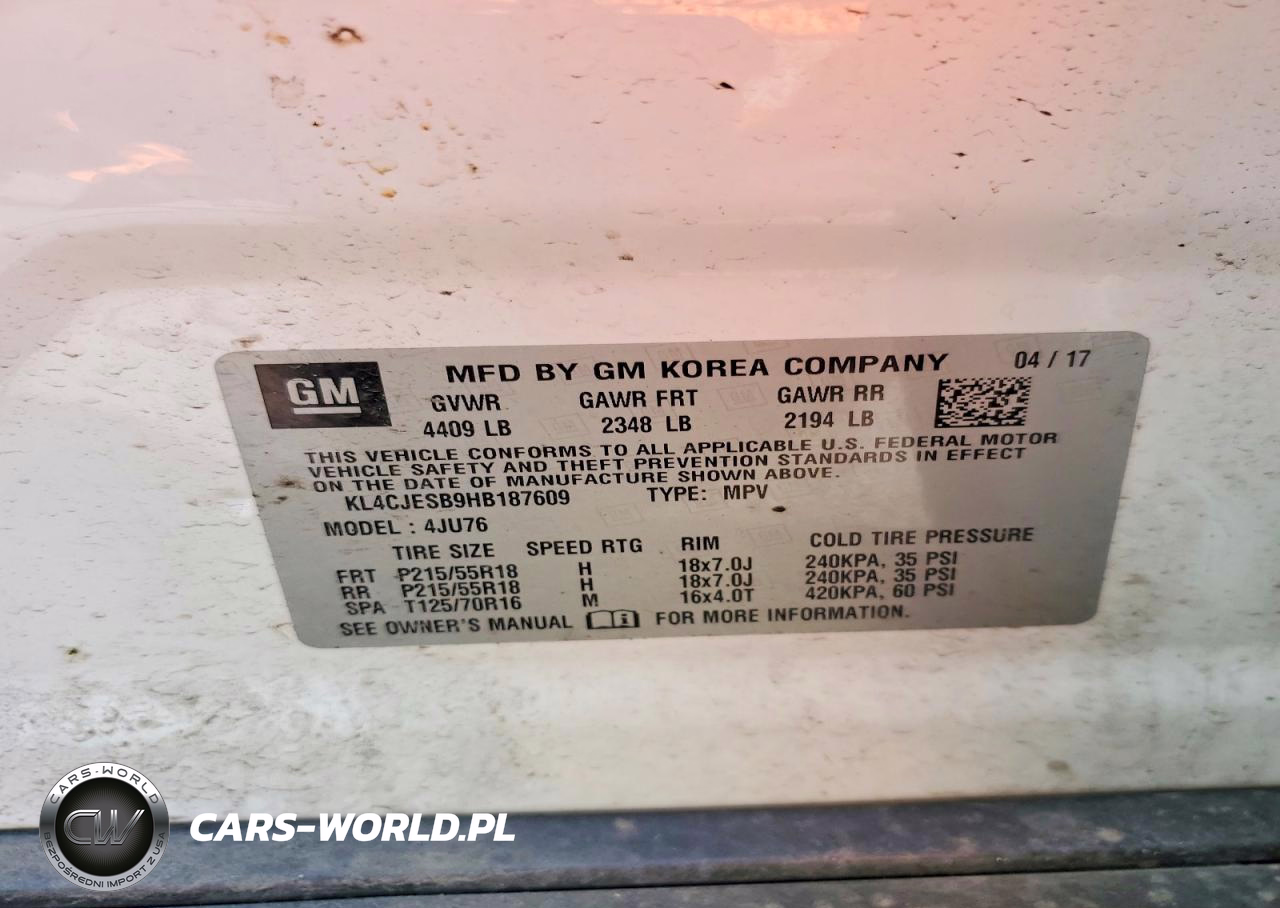 GM
MFD BY GM KOREA COMPANY 04 / 17
GVWR GAWR FRT GAWR RR
4409 LB 2348 LB 2194 LB
THIS VEHICLE CONFORMS TO ALL APPLICABLE U.S. FEDERAL MOTOR
VEHICLE SAFETY AND THEFT PREVENTION STANDARDS IN EFFECT
ON THE DATE OF MANUFACTURE SHOWN ABOVE.
KL4CJESB9HB187609 TYPE: MPV
MODEL : 4JU76
TIRE SIZE SPEED RTG RIM COLD TIRE PRESSURE
FRT P215/55R18 H 18x7.0J 240KPA, 35 PSI
RR P215/55R18 H 18x7.0J 240KPA, 35 PSI
SPA T125/70R16 M 16x4.0T 420KPA, 60 PSI
SEE OWNER'S MANUAL FOR MORE INFORMATION.
CARS-WORLD
CW
BEZPOŚREDNI IMPORT Z USA
CARS-WORLD.PL